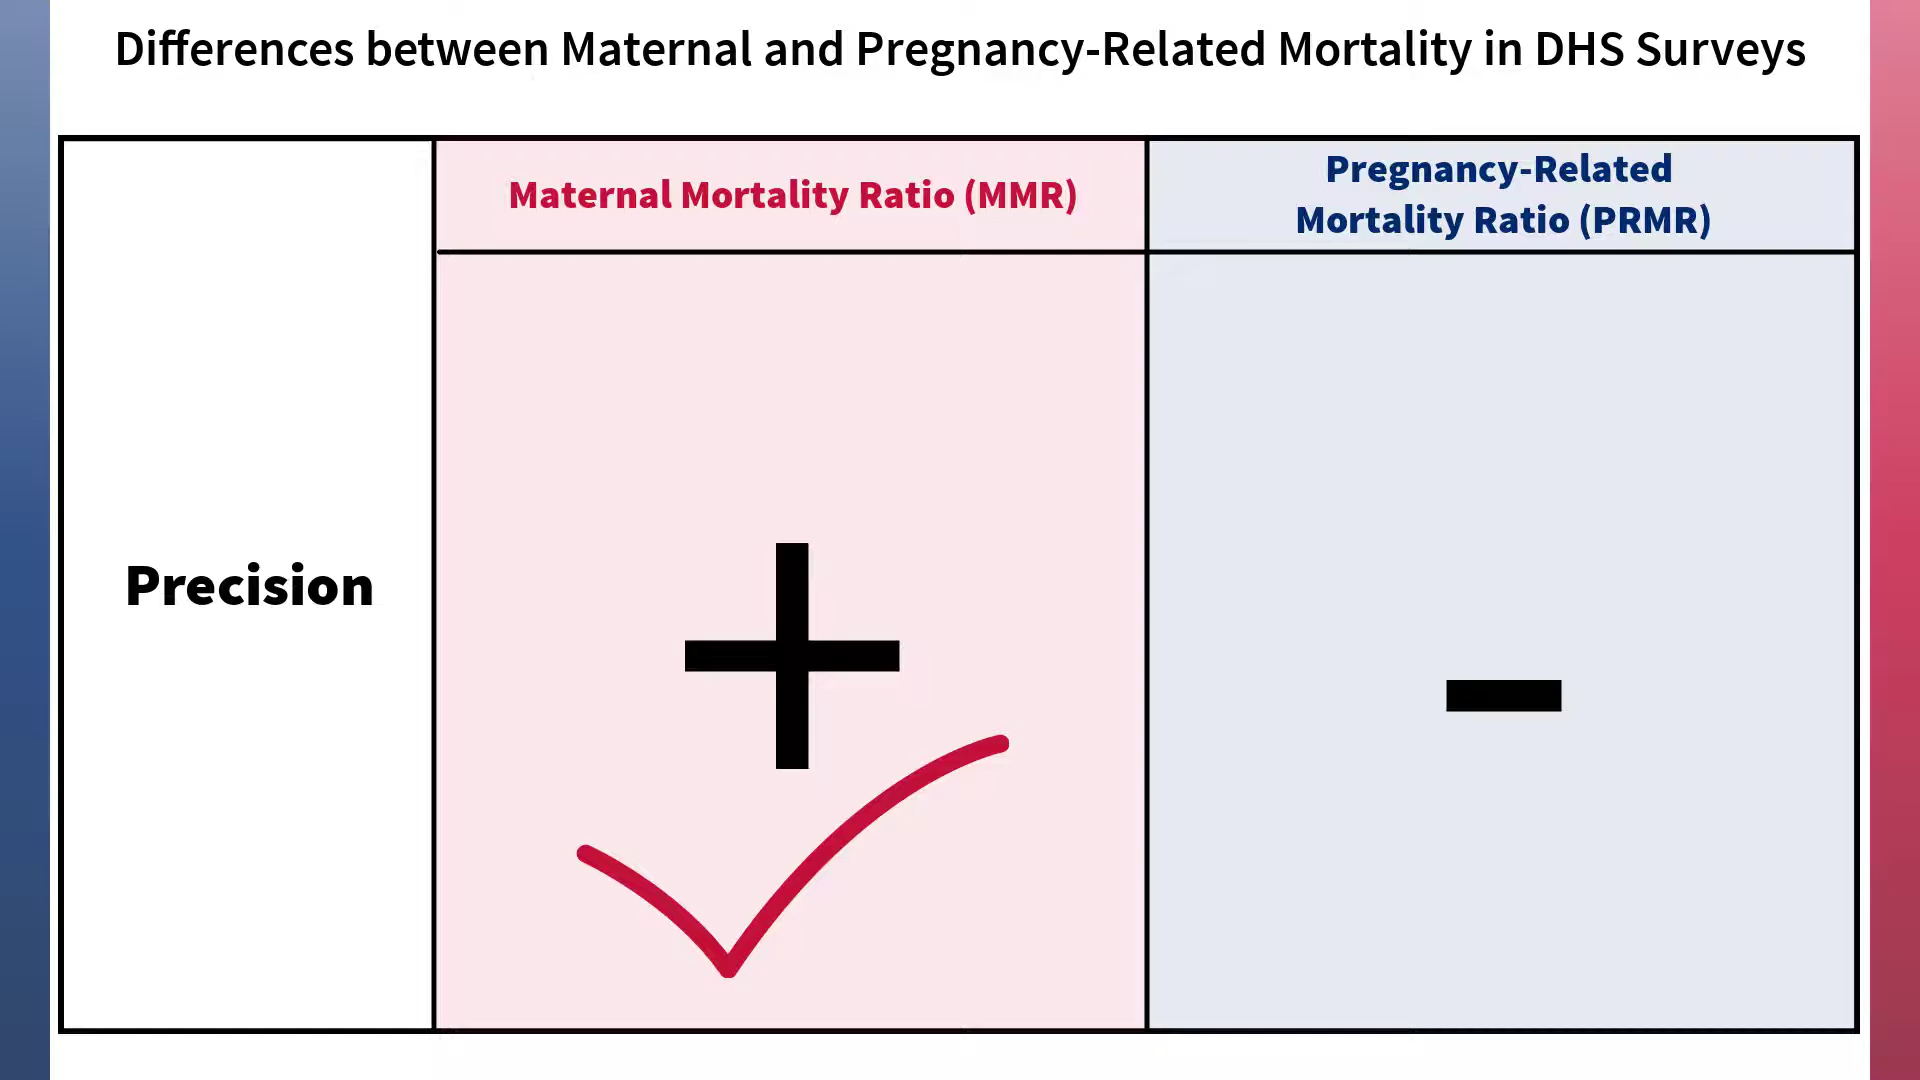 Differences between Maternal and Pregnancy-Related Mortality in DHS Surveys
Maternal Mortality Ratio (MMR)
Pregnancy-Related
Mortality Ratio (PRMR)
Precision
+
-